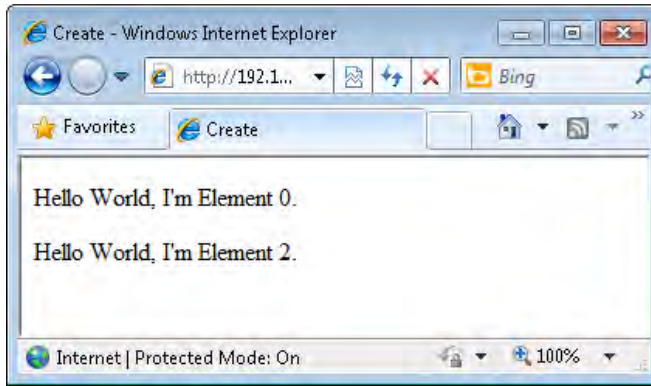 Create - Windows Internet Explorer
http://192.1...
Bing
Favorites
Create
Hello World, I'm Element 0.
Hello World, I'm Element 2.
Internet | Protected Mode: On
100%